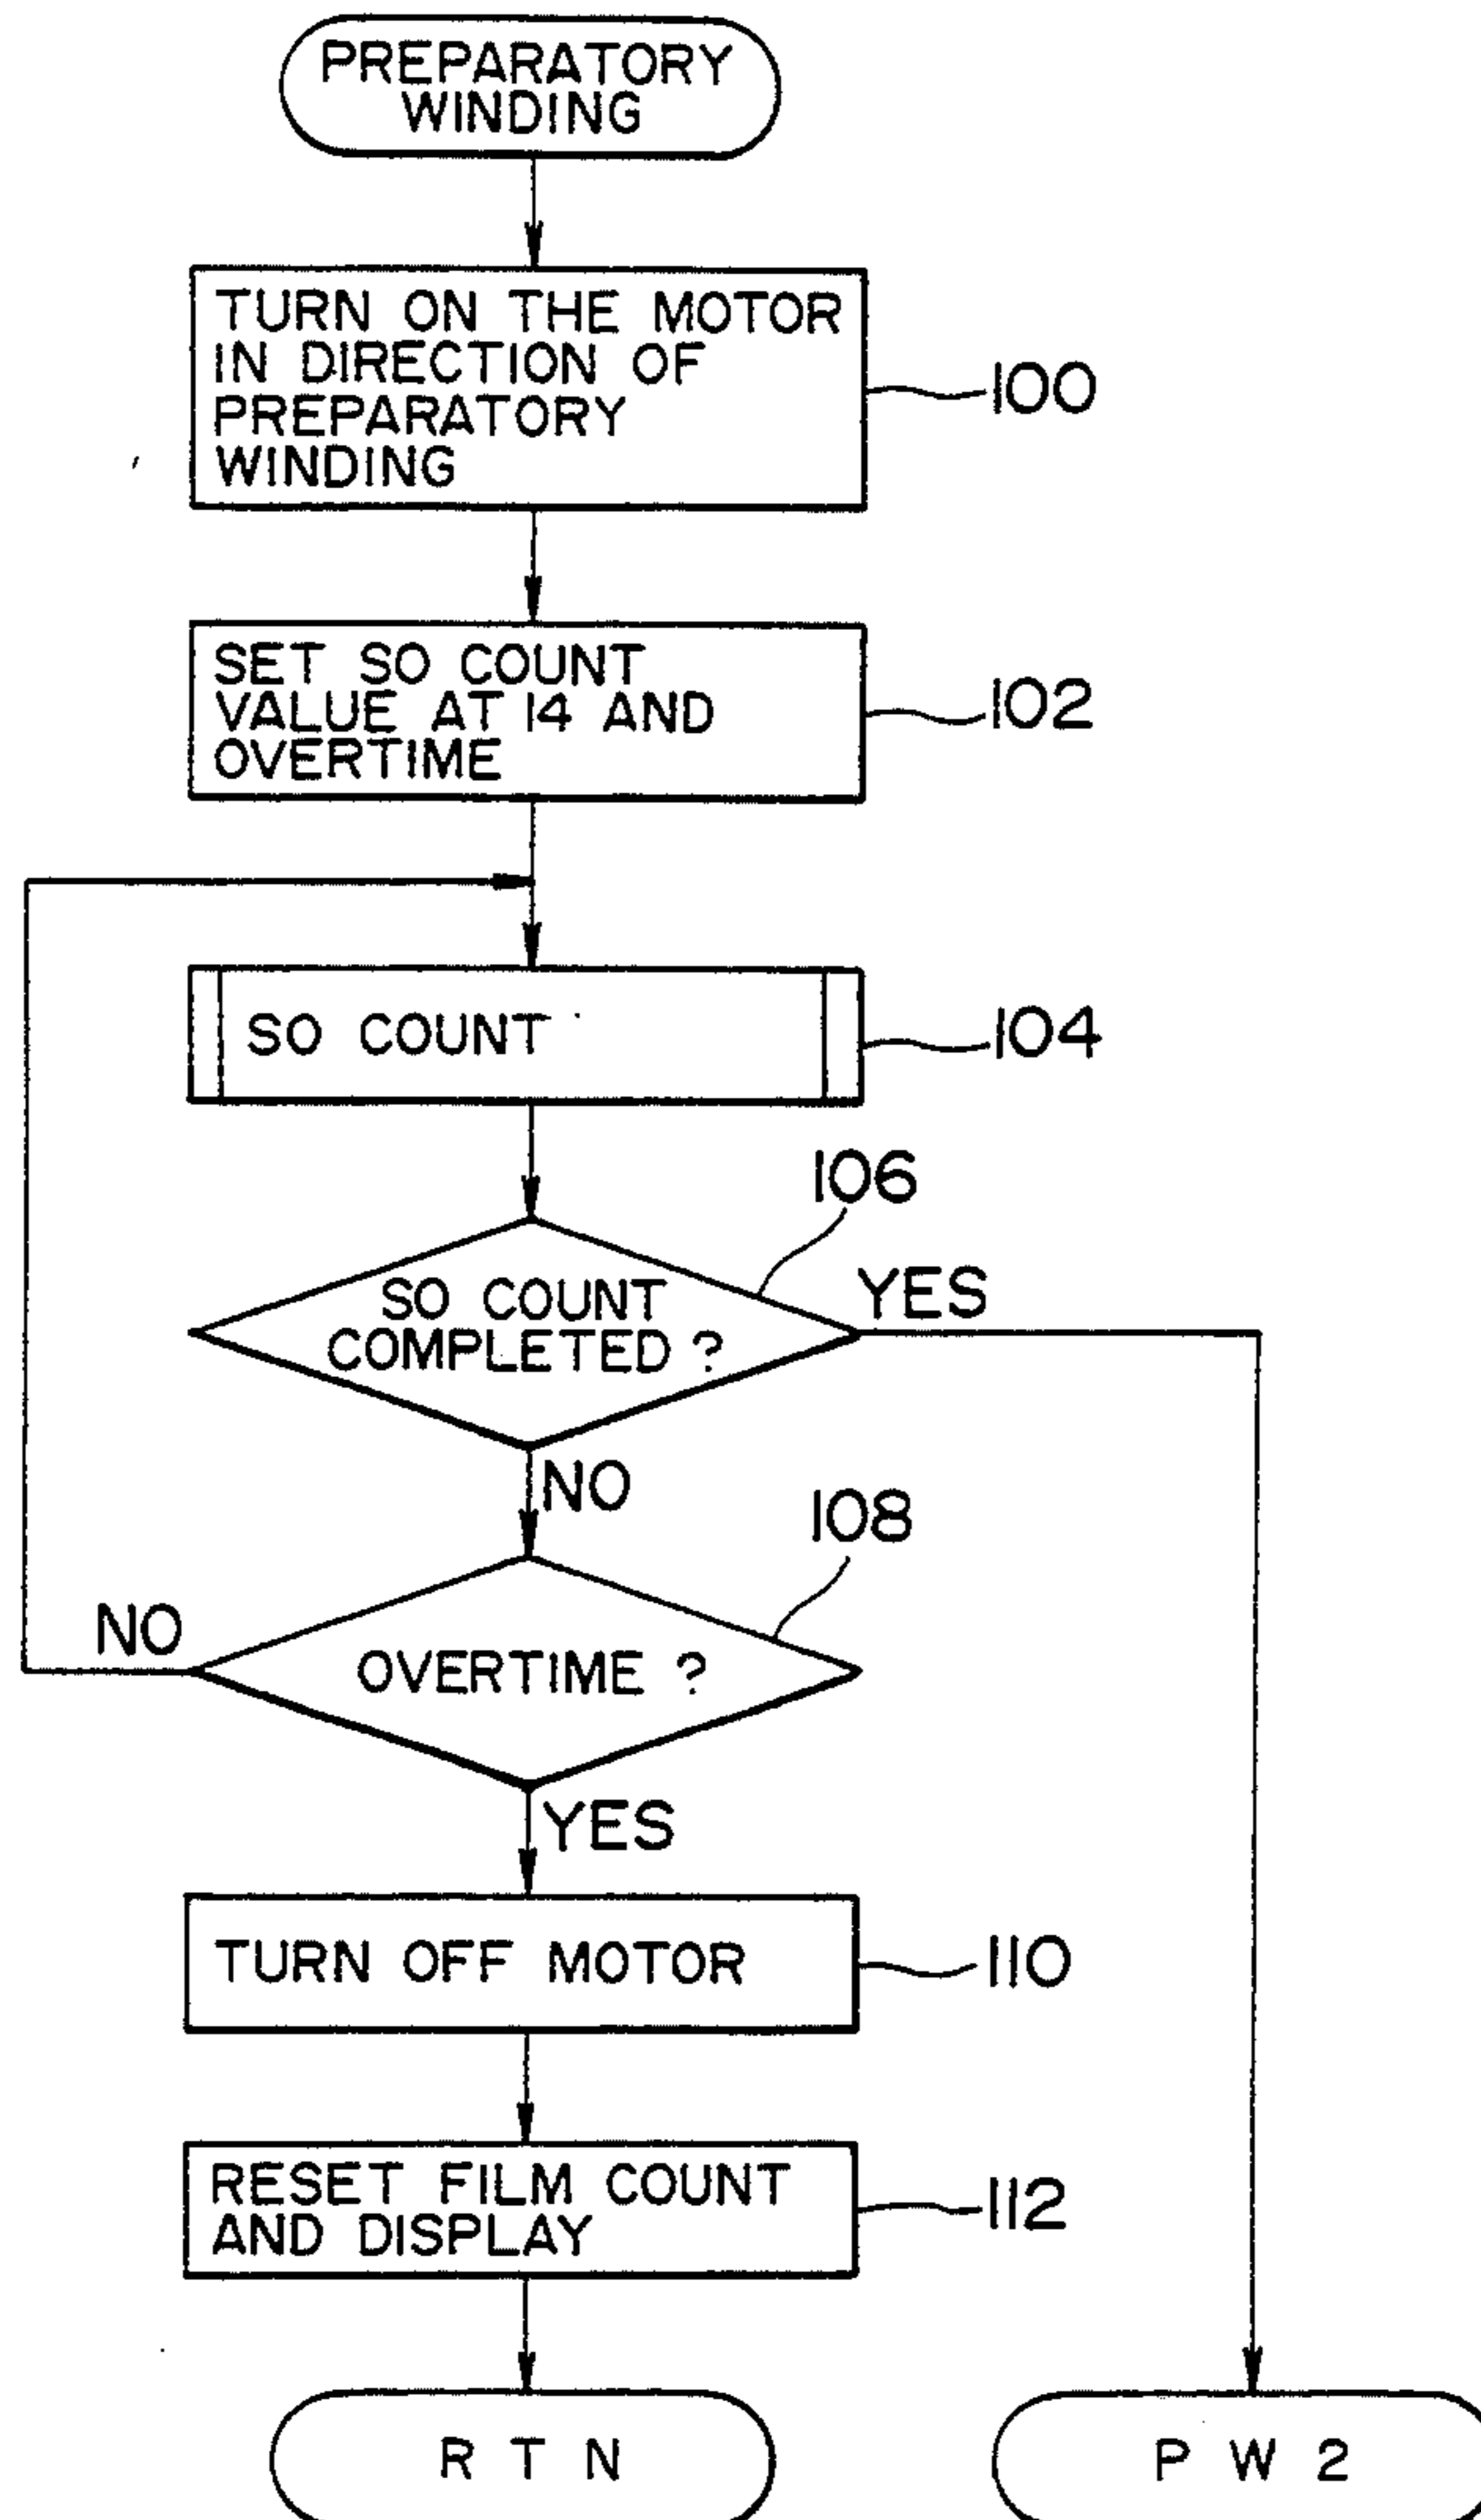 PREPARATORY
WINDING
TURN ON THE MOTOR
IN DIRECTION OF
PREPARATORY
WINDING
100
SET SO COUNT
VALUE AT 14 AND
OVERTIME
102
SO COUNT
104
106
SO COUNT
COMPLETED ?
YES
NO
108
NO
OVERTIME ?
YES
TURN OFF MOTOR
110
RESET FILM COUNT
AND DISPLAY
112
R T N
P W 2